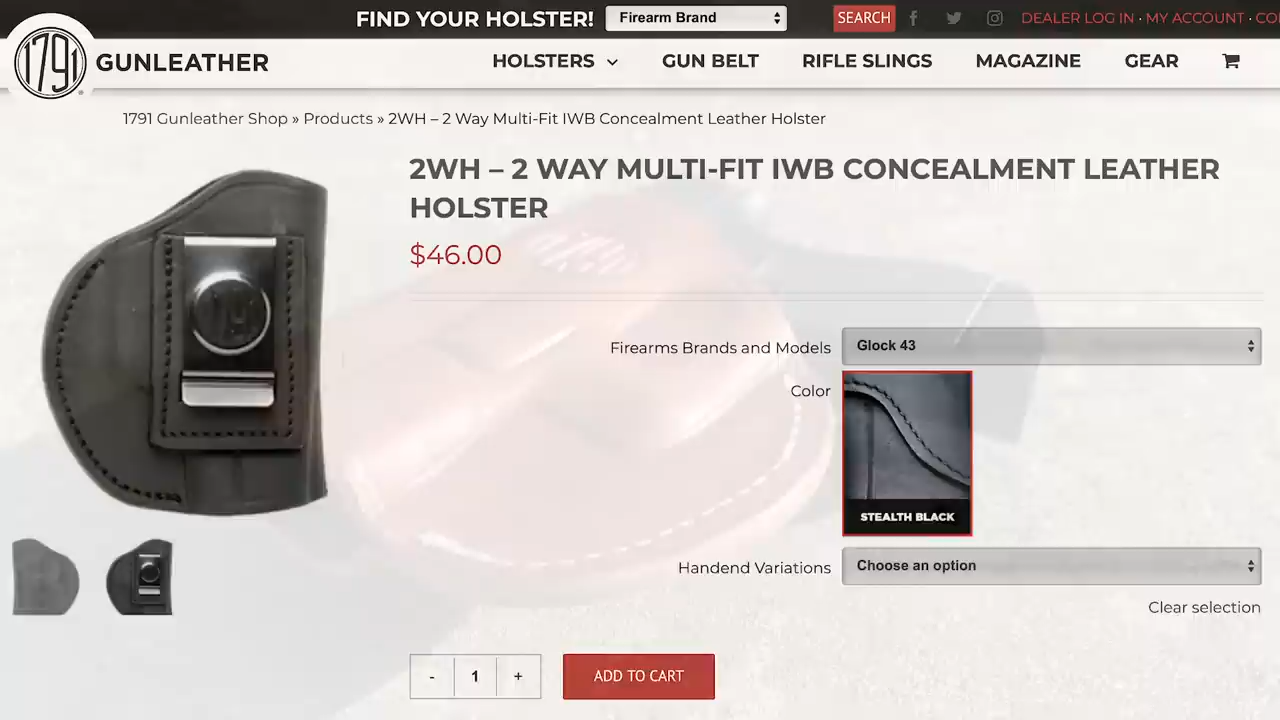 FIND YOUR HOLSTER!
Firearm Brand
SEARCH
DEALER LOG IN · MY ACCOUNT · CO
1791 GUNLEATHER
HOLSTERS
GUN BELT
RIFLE SLINGS
MAGAZINE
GEAR
1791 Gunleather Shop » Products » 2WH – 2 Way Multi-Fit IWB Concealment Leather Holster
2WH – 2 WAY MULTI-FIT IWB CONCEALMENT LEATHER
HOLSTER
$46.00
Firearms Brands and Models
Glock 43
Color
STEALTH BLACK
Handend Variations
Choose an option
Clear selection
- 1 +
ADD TO CART